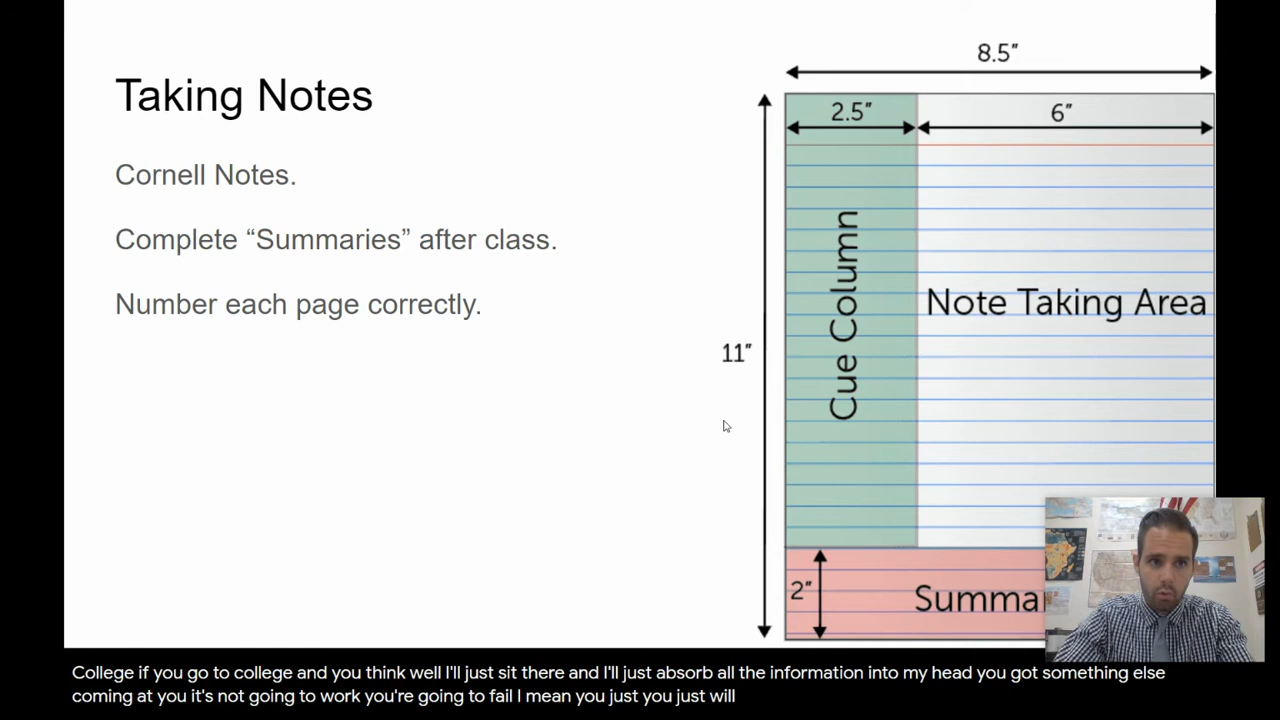 Taking Notes
Cornell Notes.
Complete “Summaries” after class.
Number each page correctly.
8.5”
2.5”
6”
11”
Cue Column
Note Taking Area
2”
Summa
College if you go to college and you think well I'll just sit there and I'll just absorb all the information into my head you got something else
coming at you it's not going to work you're going to fail I mean you just you just will